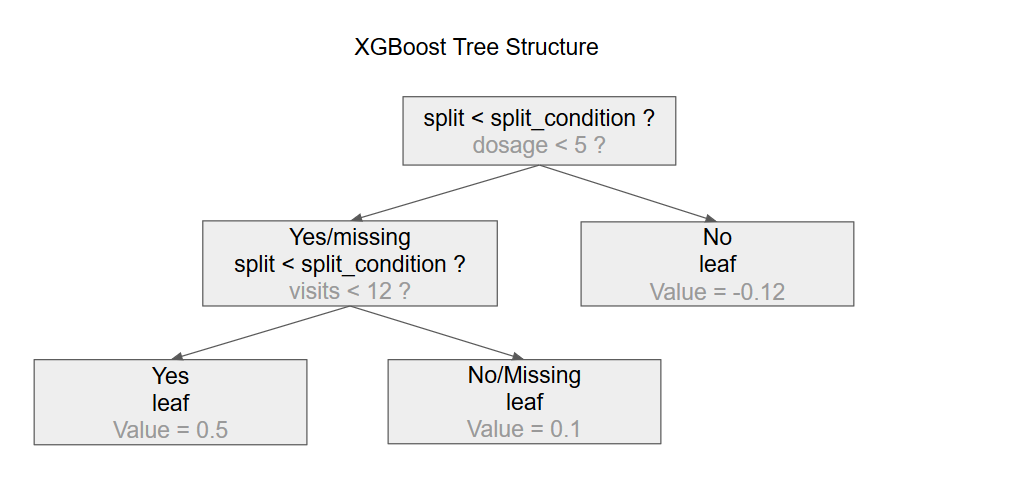 XGBoost Tree Structure
split < split_condition ?
dosage < 5 ?
Yes/missing
split < split_condition ?
visits < 12 ?
No
leaf
Value = -0.12
Yes
leaf
Value = 0.5
No/Missing
leaf
Value = 0.1